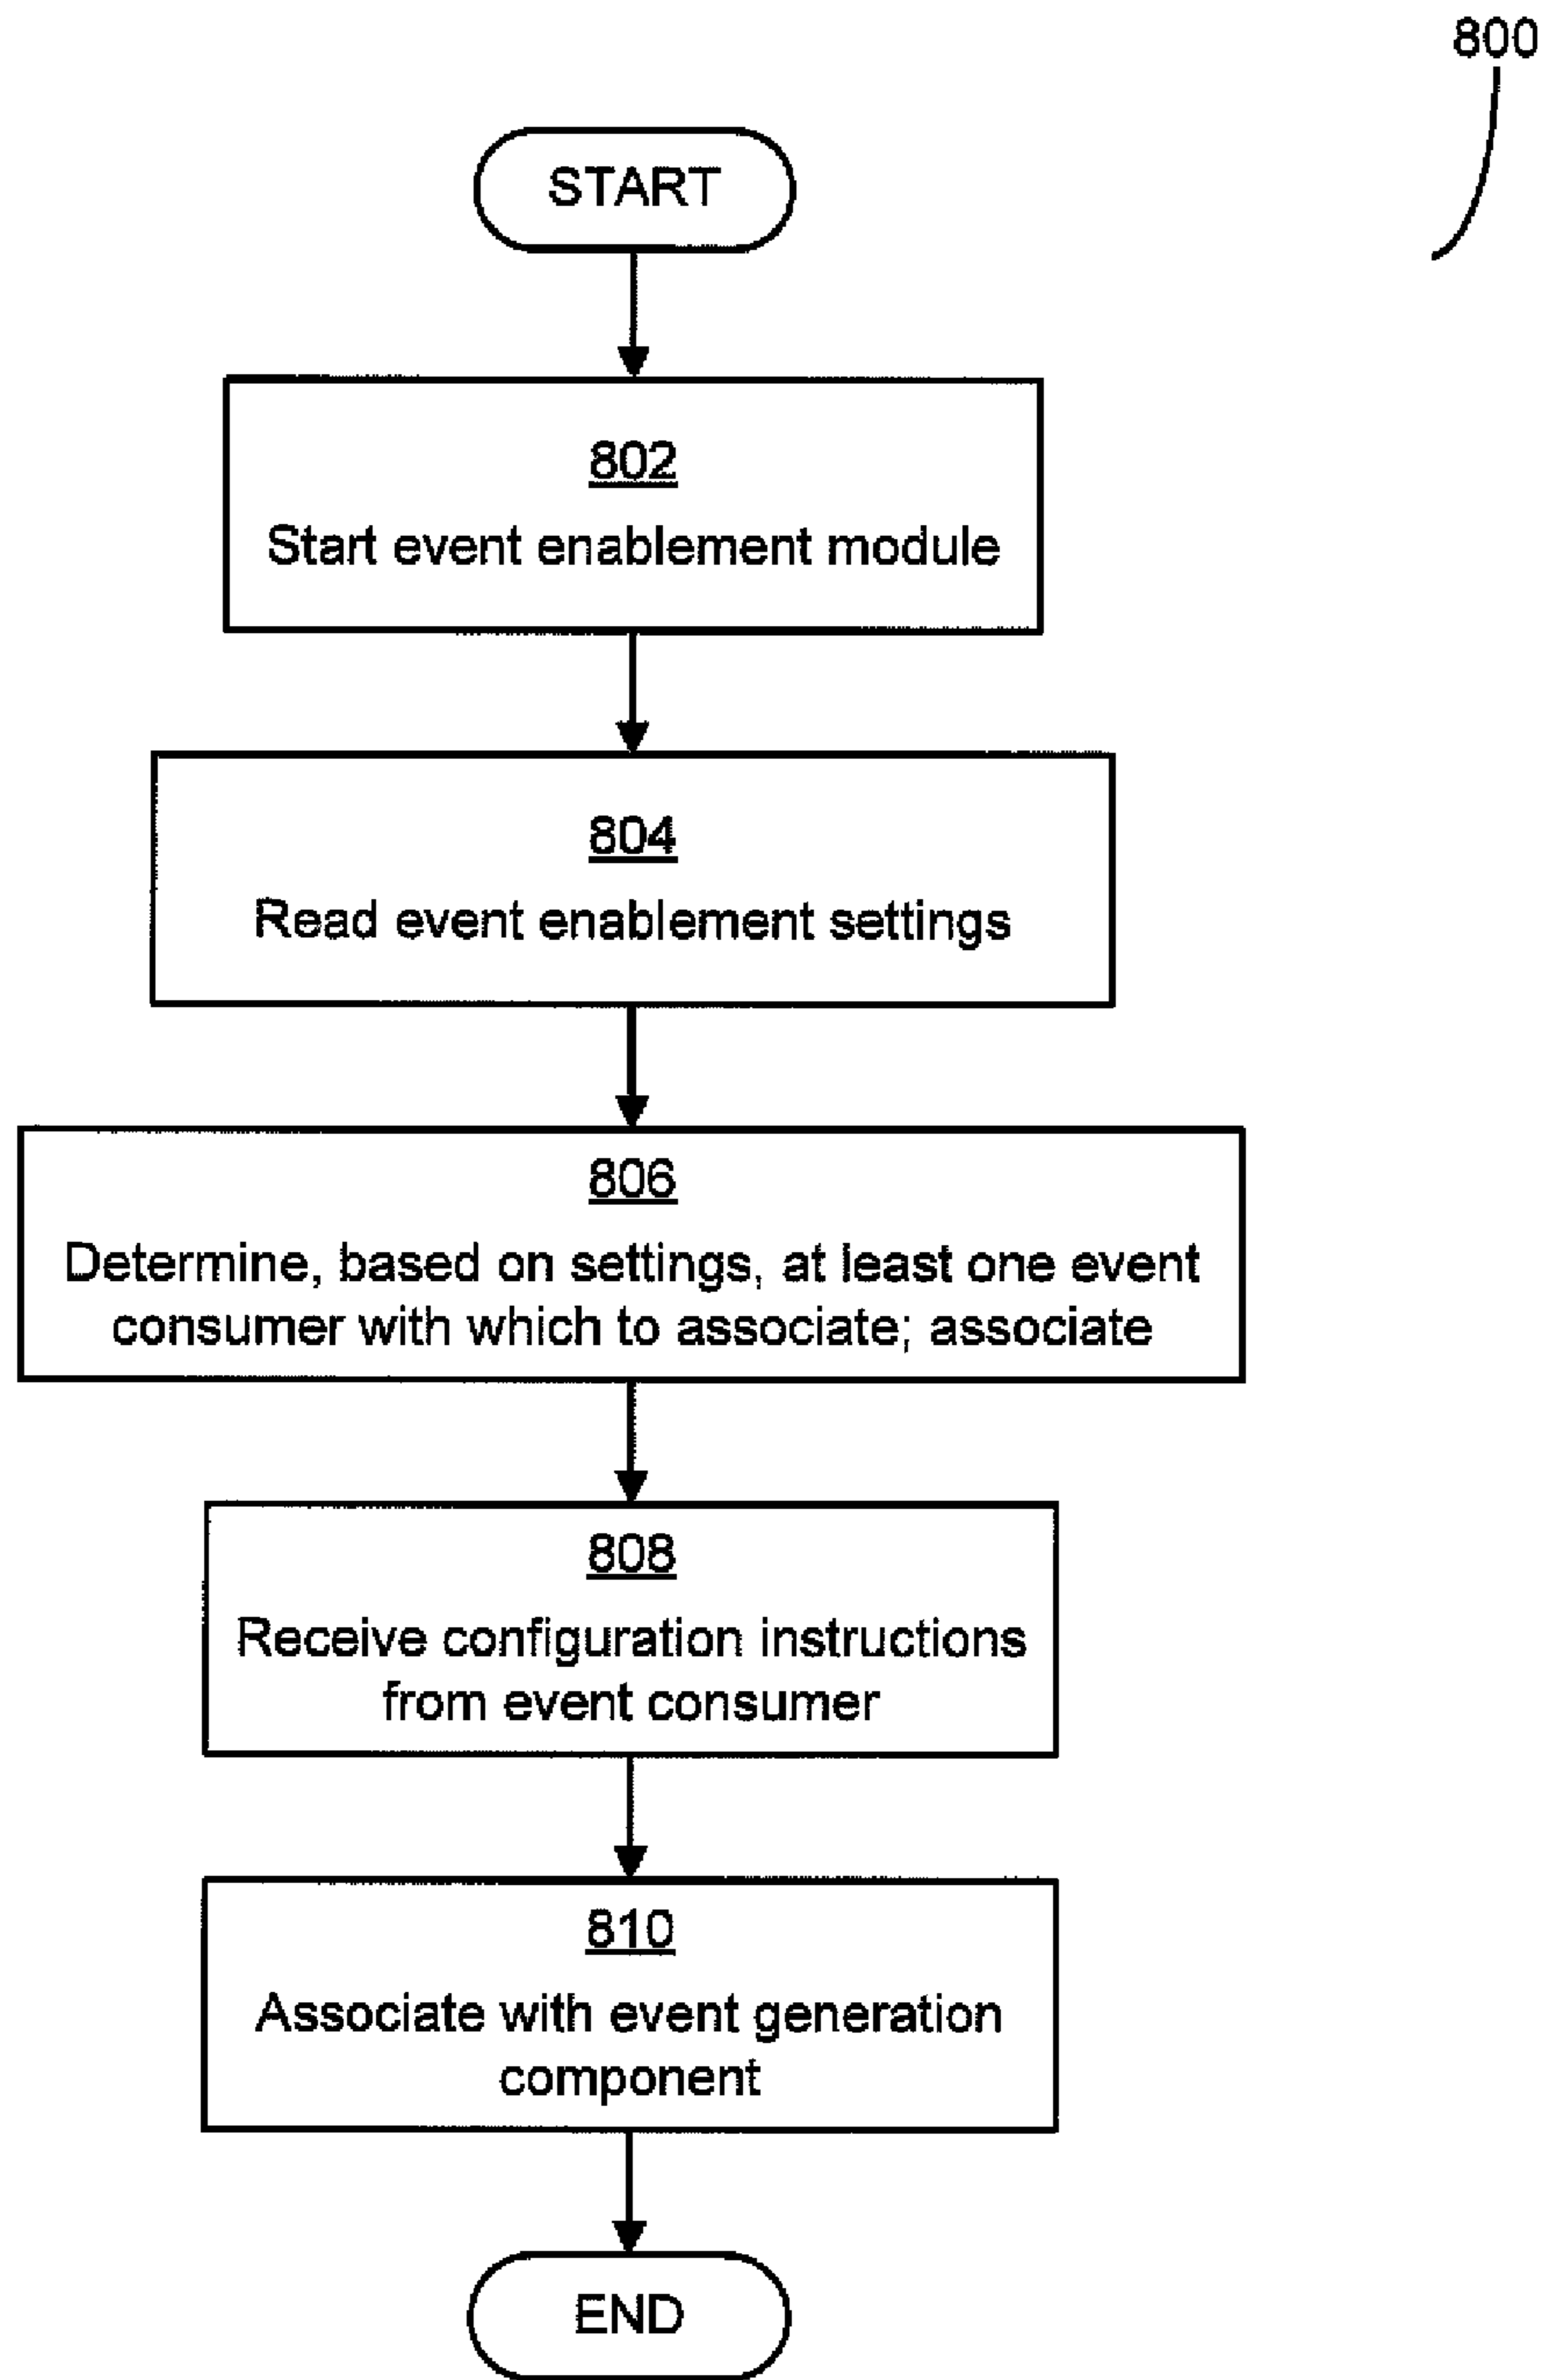 800
START
802
Start event enablement module
804
Read event enablement settings
806
Determine, based on settings, at least one event
consumer with which to associate; associate
808
Receive configuration instructions
from event consumer
810
Associate with event generation
component
END